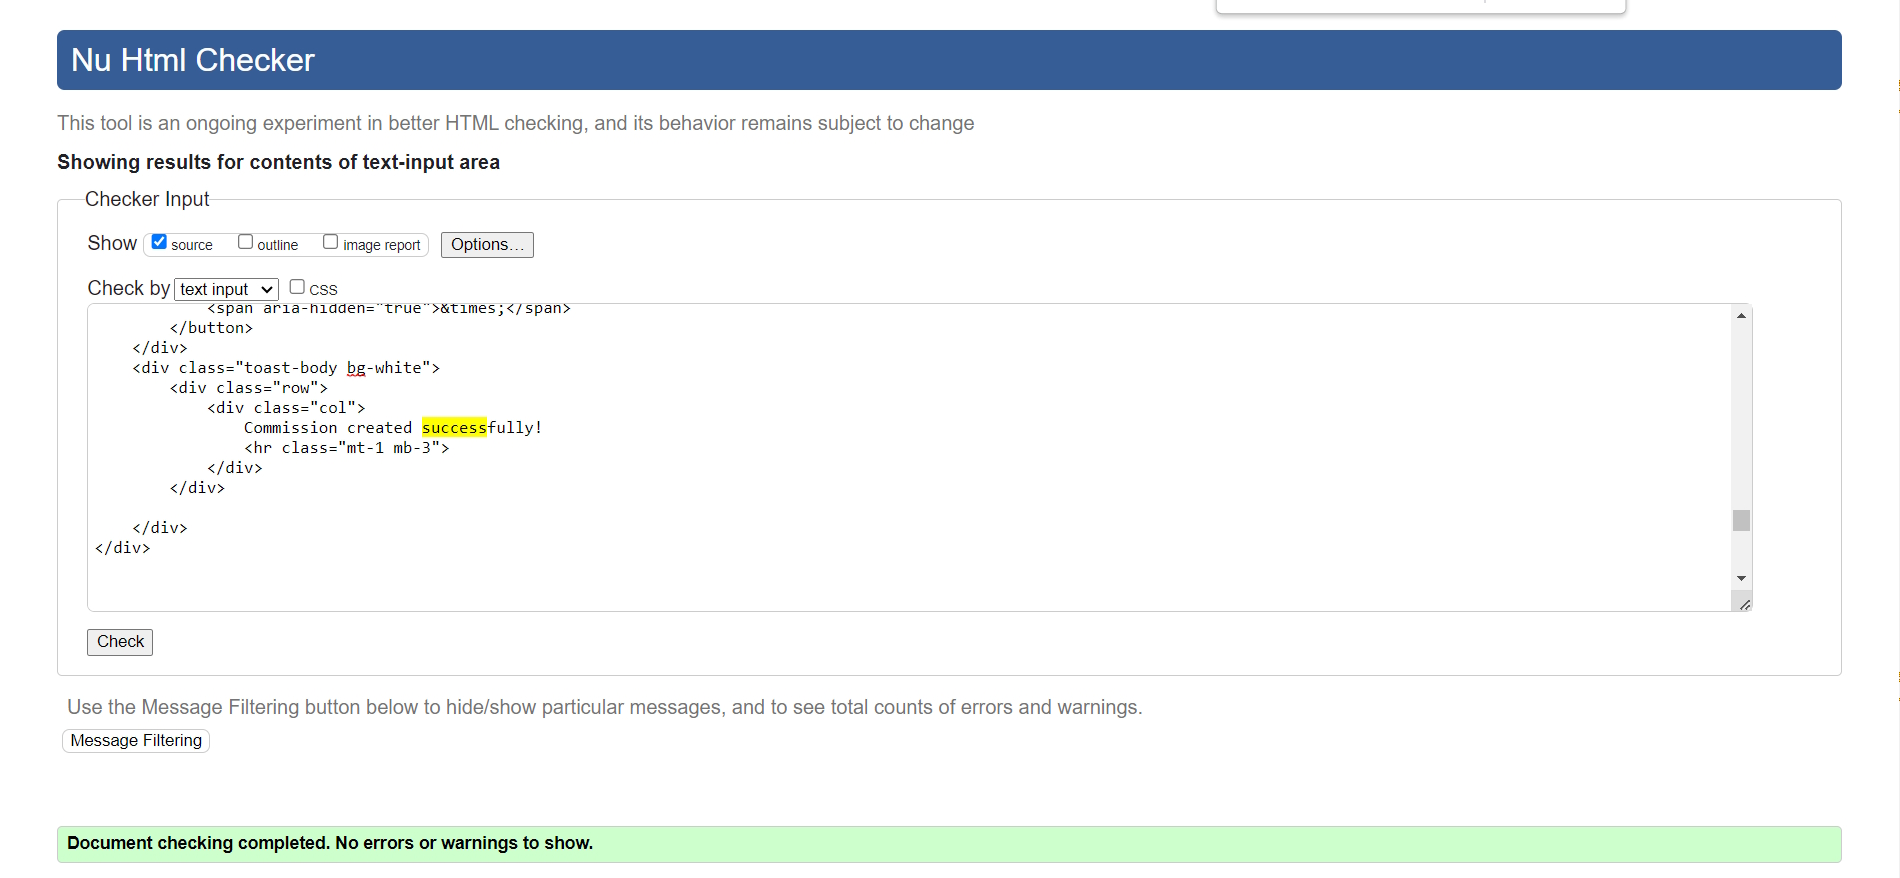 Nu Html Checker
This tool is an ongoing experiment in better HTML checking, and its behavior remains subject to change
Showing results for contents of text-input area
Checker Input
Show source outline image report Options...
Check by text input CSS
<span aria-hidden="true">&times;</span>
</button>
</div>
<div class="toast-body bg-white">
<div class="row">
<div class="col">
Commission created successfully!
<hr class="mt-1 mb-3">
</div>
</div>
</div>
</div>
Check
Use the Message Filtering button below to hide/show particular messages, and to see total counts of errors and warnings.
Message Filtering
Document checking completed. No errors or warnings to show.